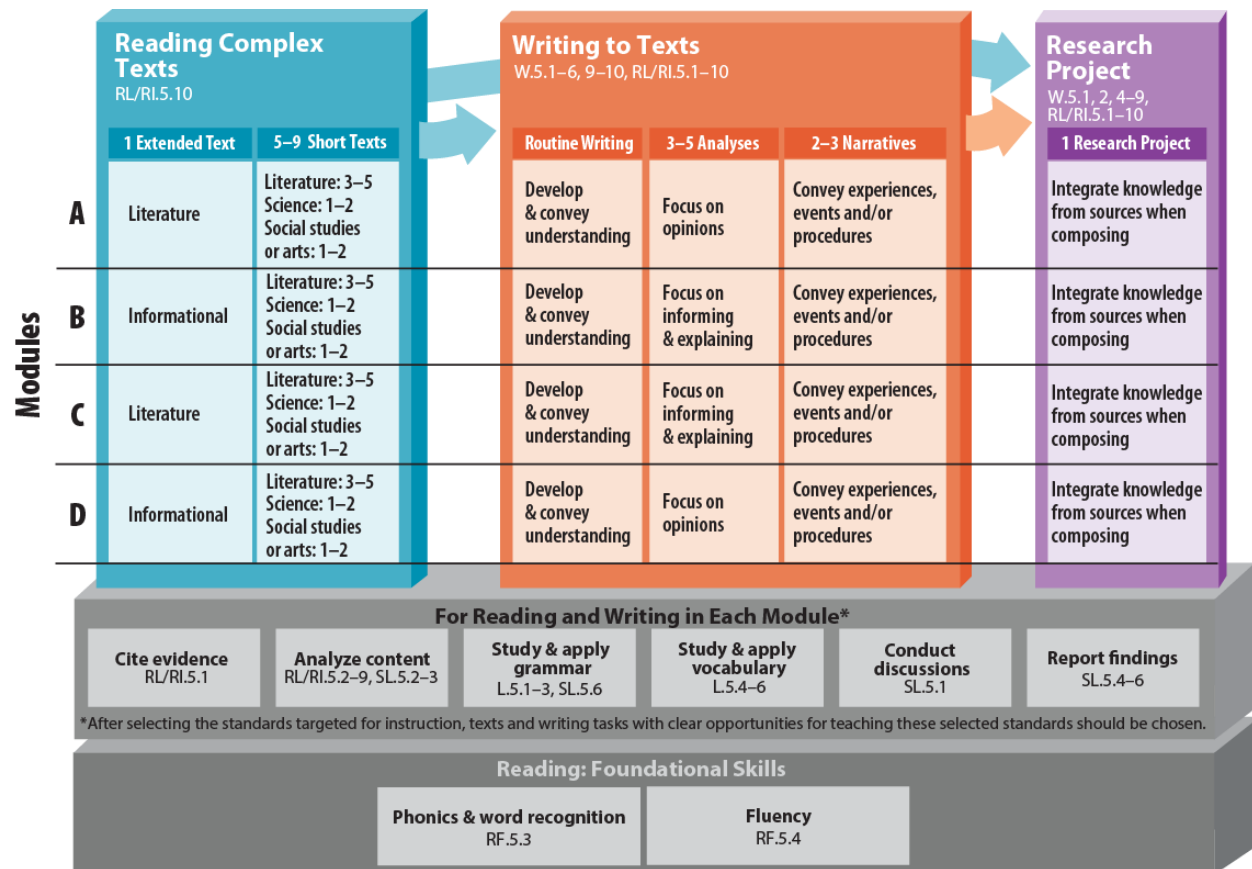 Reading Complex
Texts
RL/RI.5.10
1 Extended Text
5–9 Short Texts
Writing to Texts
W.5.1–6, 9–10, RL/RI.5.1–10
Routine Writing
3–5 Analyses
2–3 Narratives
Research
Project
W.5.1, 2, 4–9,
RL/RI.5.1–10
1 Research Project
Modules
A
Literature
Literature: 3–5
Science: 1–2
Social studies
or arts: 1–2
Develop
& convey
understanding
Focus on
opinions
Convey experiences,
events and/or
procedures
Integrate knowledge
from sources when
composing
B
Informational
Literature: 3–5
Science: 1–2
Social studies
or arts: 1–2
Develop
& convey
understanding
Focus on
informing
& explaining
Convey experiences,
events and/or
procedures
Integrate knowledge
from sources when
composing
C
Literature
Literature: 3–5
Science: 1–2
Social studies
or arts: 1–2
Develop
& convey
understanding
Focus on
informing
& explaining
Convey experiences,
events and/or
procedures
Integrate knowledge
from sources when
composing
D
Informational
Literature: 3–5
Science: 1–2
Social studies
or arts: 1–2
Develop
& convey
understanding
Focus on
opinions
Convey experiences,
events and/or
procedures
Integrate knowledge
from sources when
composing
For Reading and Writing in Each Module*
Cite evidence
RL/RI.5.1
Analyze content
RL/RI.5.2–9, SL.5.2–3
Study & apply
grammar
L.5.1–3, SL.5.6
Study & apply
vocabulary
L.5.4–6
Conduct
discussions
SL.5.1
Report findings
SL.5.4–6
*After selecting the standards targeted for instruction, texts and writing tasks with clear opportunities for teaching these selected standards should be chosen.
Reading: Foundational Skills
Phonics & word recognition
RF.5.3
Fluency
RF.5.4